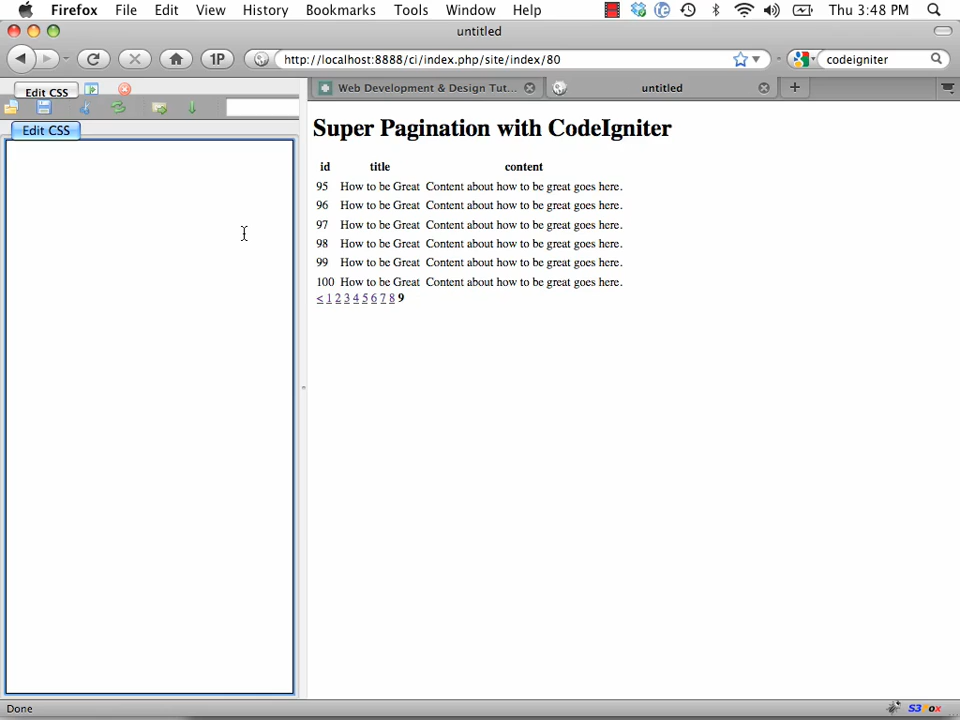 Firefox File Edit View History Bookmarks Tools Window Help Thu 3:48 PM
untitled
1P http://localhost:8888/ci/index.php/site/index/80 codeigniter
Edit CSS
Web Development & Design Tut... untitled
Edit CSS
Super Pagination with CodeIgniter
id title content
95 How to be Great Content about how to be great goes here.
96 How to be Great Content about how to be great goes here.
97 How to be Great Content about how to be great goes here.
98 How to be Great Content about how to be great goes here.
99 How to be Great Content about how to be great goes here.
100 How to be Great Content about how to be great goes here.
< 1 2 3 4 5 6 7 8 9
Done S3Fox